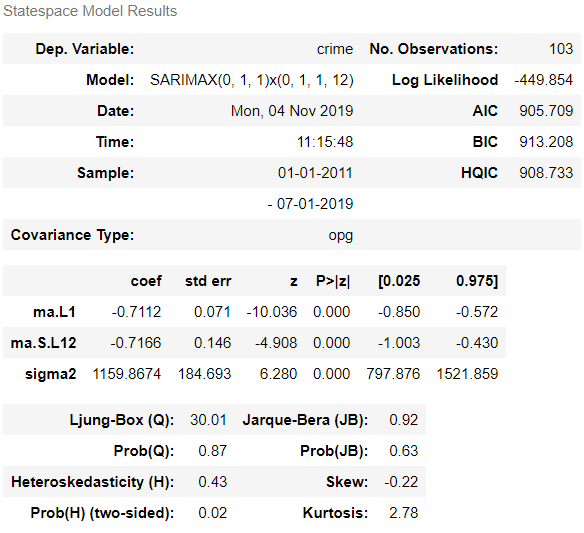 Statespace Model Results
Dep. Variable: crime No. Observations: 103
Model: SARIMAX(0, 1, 1)x(0, 1, 1, 12) Log Likelihood -449.854
Date: Mon, 04 Nov 2019 AIC 905.709
Time: 11:15:48 BIC 913.208
Sample: 01-01-2011 HQIC 908.733
- 07-01-2019
Covariance Type: opg
coef std err z P>|z| [0.025 0.975]
ma.L1 -0.7112 0.071 -10.036 0.000 -0.850 -0.572
ma.S.L12 -0.7166 0.146 -4.908 0.000 -1.003 -0.430
sigma2 1159.8674 184.693 6.280 0.000 797.876 1521.859
Ljung-Box (Q): 30.01 Jarque-Bera (JB): 0.92
Prob(Q): 0.87 Prob(JB): 0.63
Heteroskedasticity (H): 0.43 Skew: -0.22
Prob(H) (two-sided): 0.02 Kurtosis: 2.78